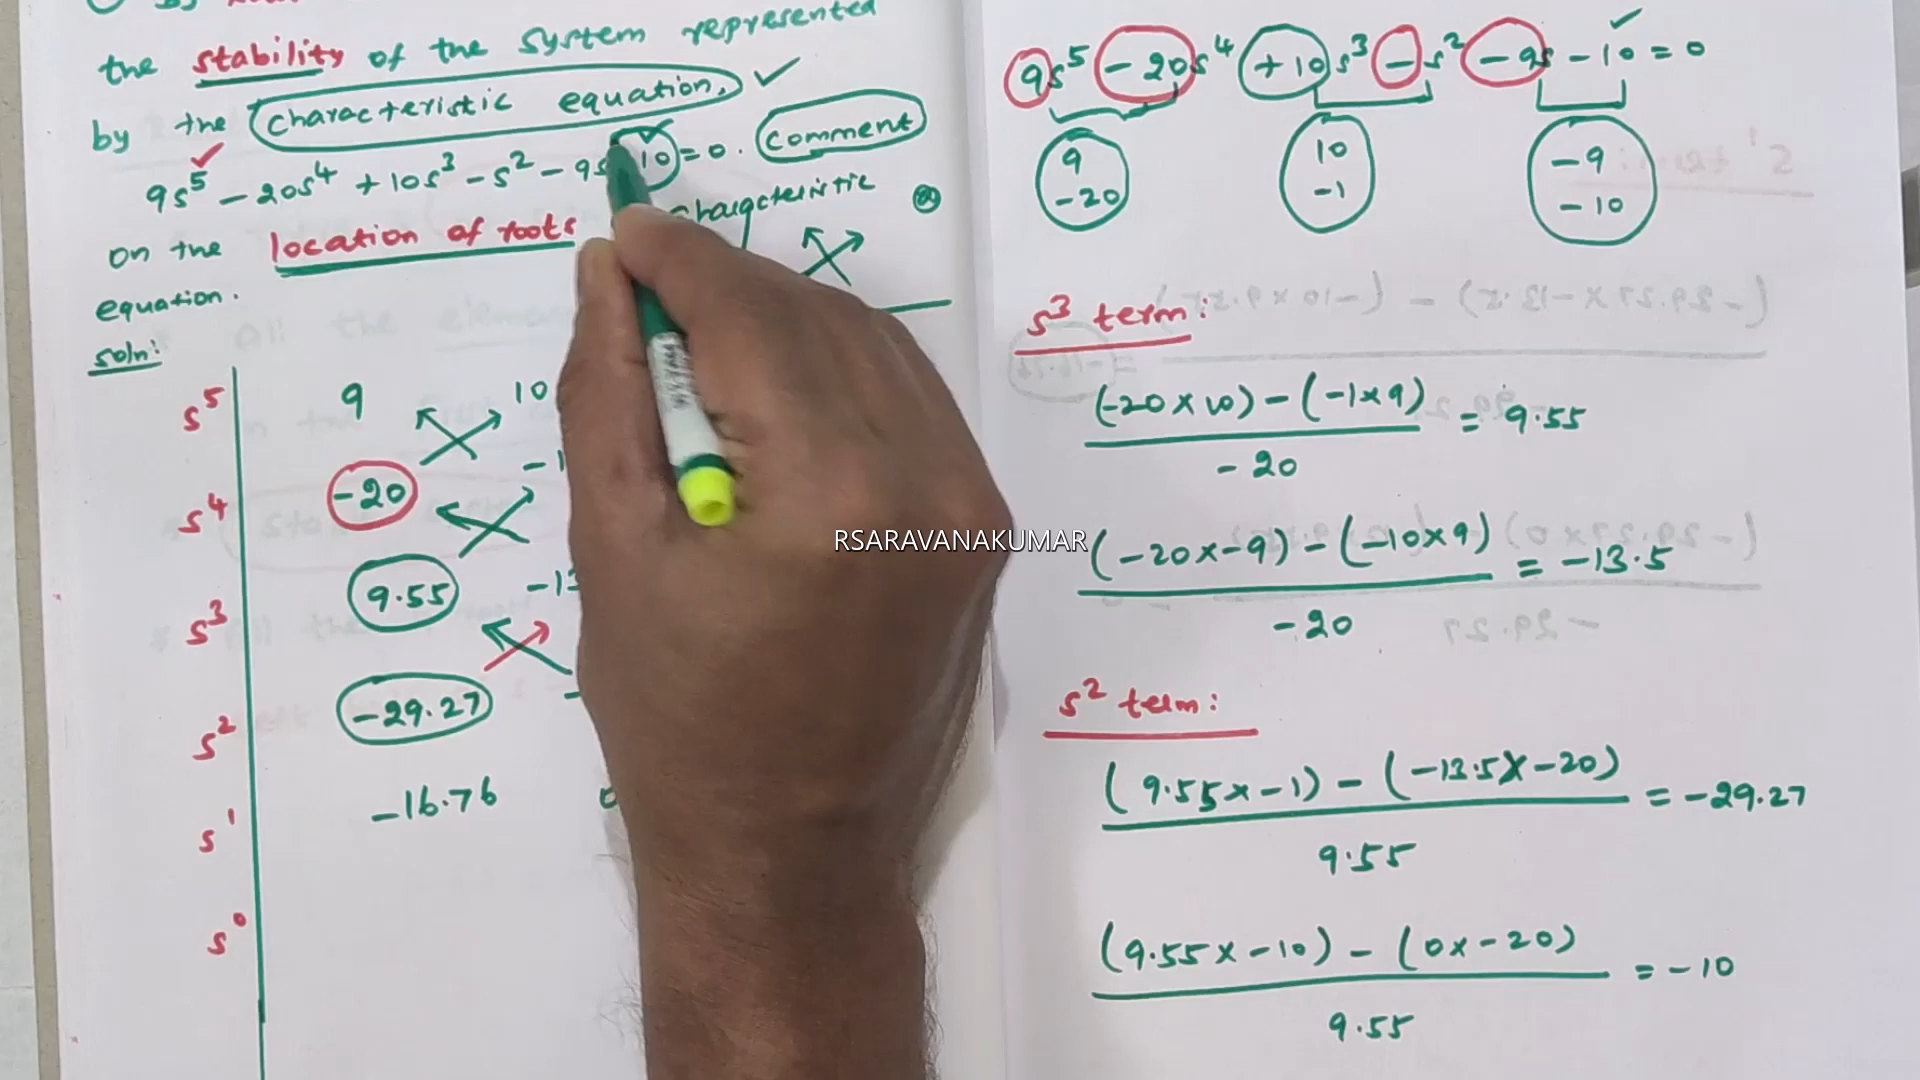 the stability of the system represented
by the characteristic equation,
9s⁵ - 20s⁴ + 10s³ - s² - 9s 10 = 0. comment
on the location of roots characteristic
equation.
soln:
s⁵ 9 10
s⁴ -20 -1
s³ 9.55 -13
s² -29.27 -
s¹ -16.76 0
s⁰
9s⁵ - 20s⁴ + 10s³ - s² - 9s - 10 = 0
9 10 -9
-20 -1 -10
s³ term:
(-20 x 10) - (-1 x 9)
= 9.55
-20
(-20 x -9) - (-10 x 9)
= -13.5
-20
s² term:
(9.55 x -1) - (-13.5 x -20)
= -29.27
9.55
(9.55 x -10) - (0 x -20)
= -10
9.55
RSARAVANAKUMAR